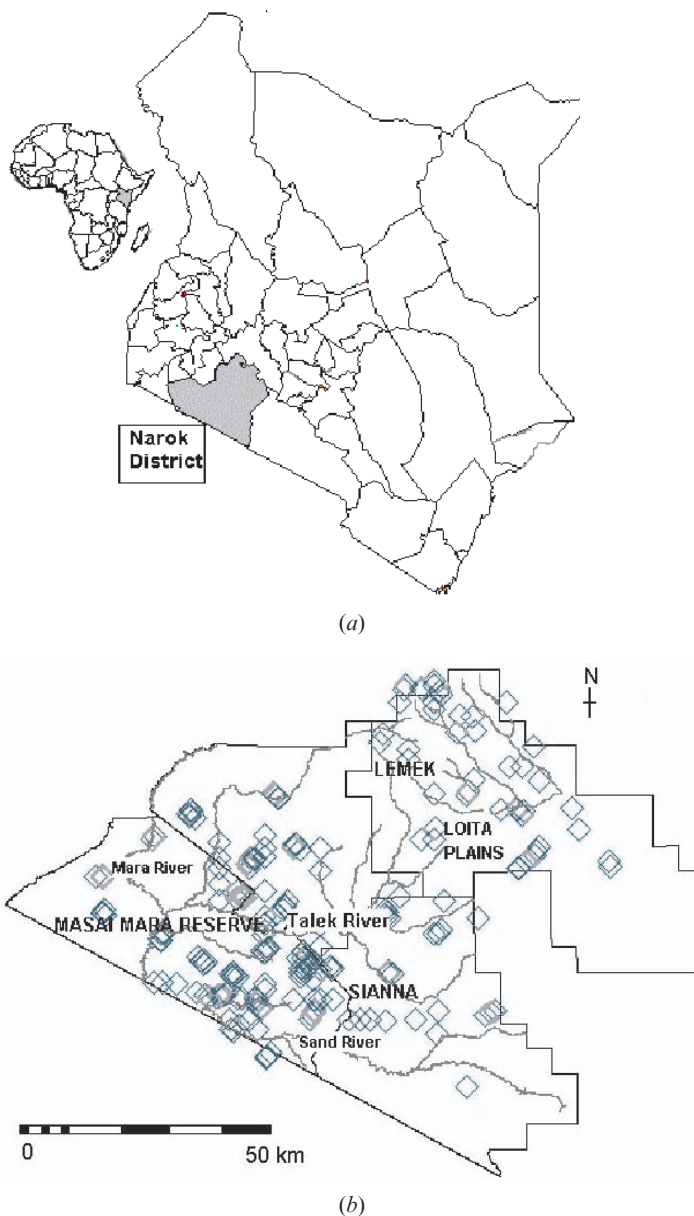 Narok
District
(a)
N
LEMEK
LOITA
PLAINS
Mara River
MASAI MARA RESERVE
Talek River
SIANNA
Sand River
0 50 km
(b)